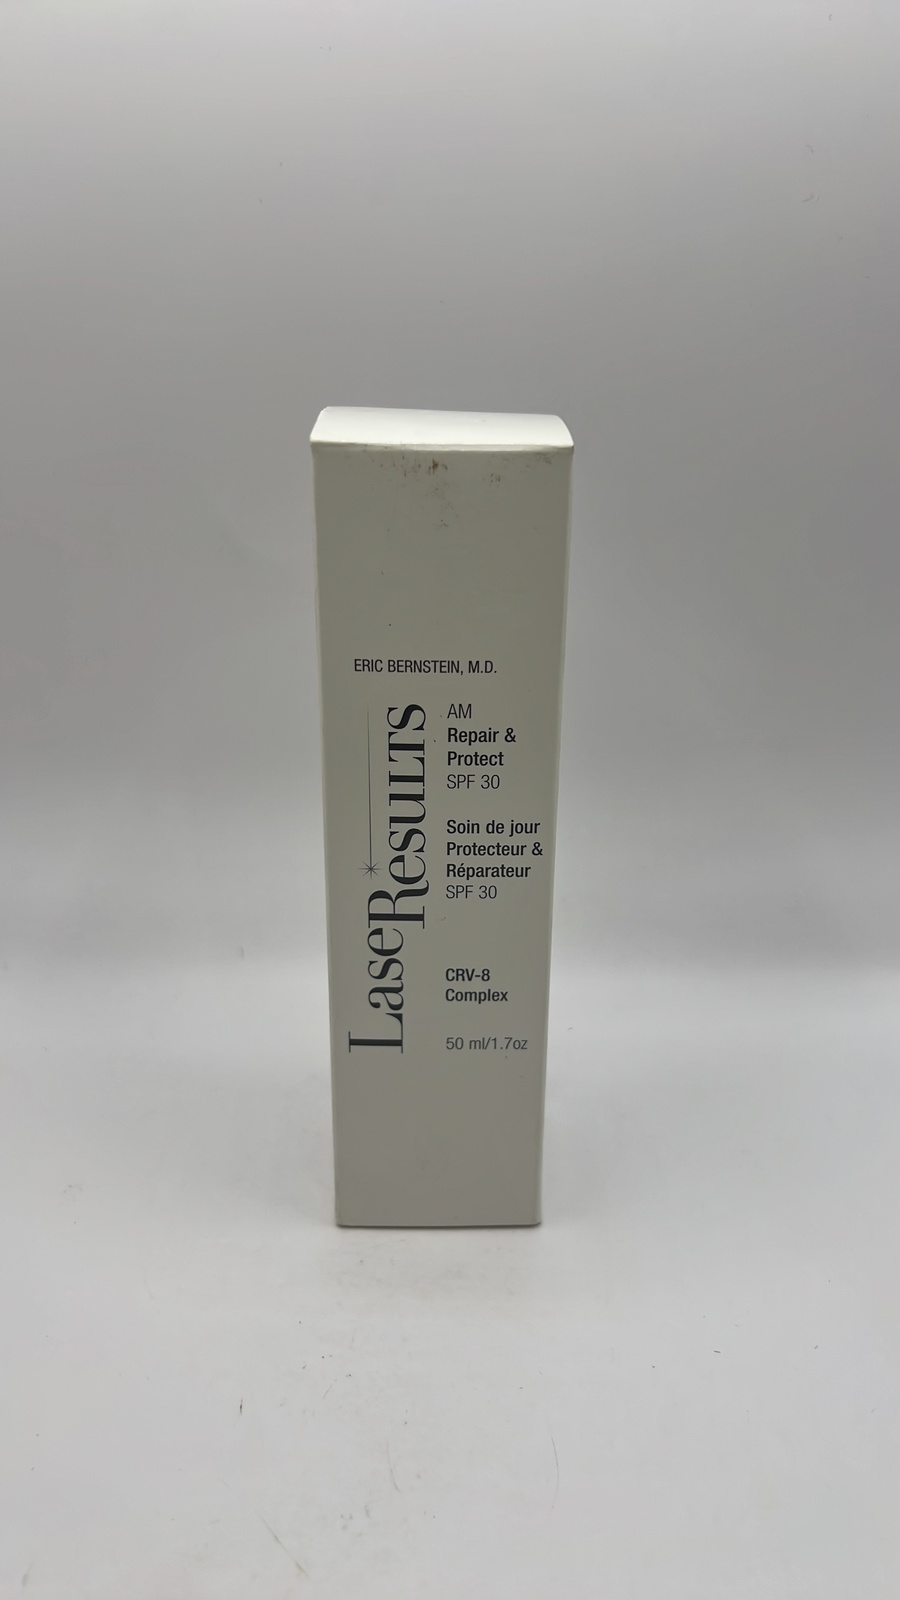 ERIC BERNSTEIN, M.D.
LaseResults
AM
Repair &
Protect
SPF 30
Soin de jour
Protecteur &
Réparateur
SPF 30
CRV-8
Complex
50 ml/1.7oz